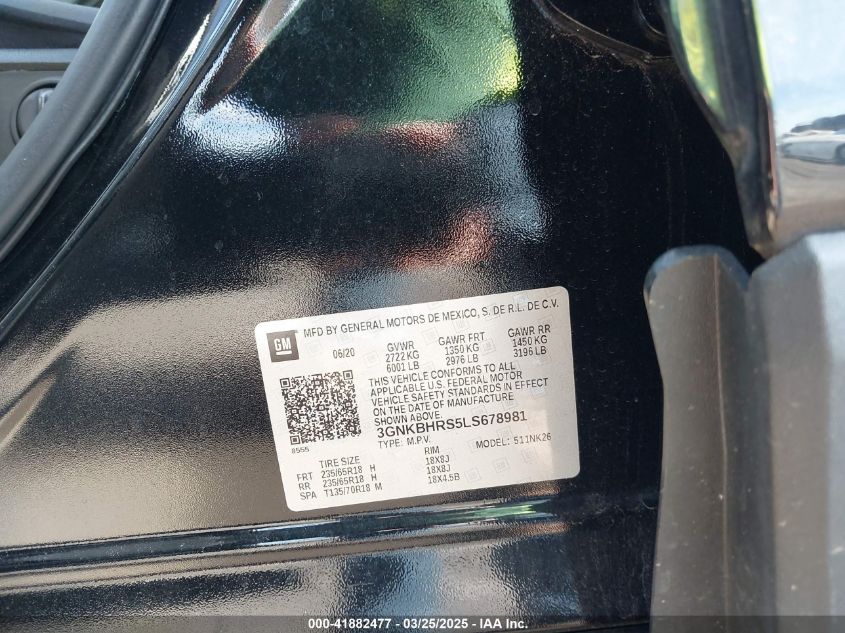 GM
MFD BY GENERAL MOTORS DE MEXICO, S. DE R.L. DE C.V.
06/20
GVWR GAWR FRT GAWR RR
2722 KG 1350 KG 1450 KG
6001 LB 2976 LB 3196 LB
THIS VEHICLE CONFORMS TO ALL
APPLICABLE U.S. FEDERAL MOTOR
VEHICLE SAFETY STANDARDS IN EFFECT
ON THE DATE OF MANUFACTURE
SHOWN ABOVE.
3GNKBHRS5LS678981
8555
TYPE: M.P.V. MODEL: 511NK26
TIRE SIZE RIM
FRT 235/65R18 H 18X8J
RR 235/65R18 H 18X8J
SPA T135/70R18 M 18X4.5B
000-41882477 - 03/25/2025 - IAA Inc.